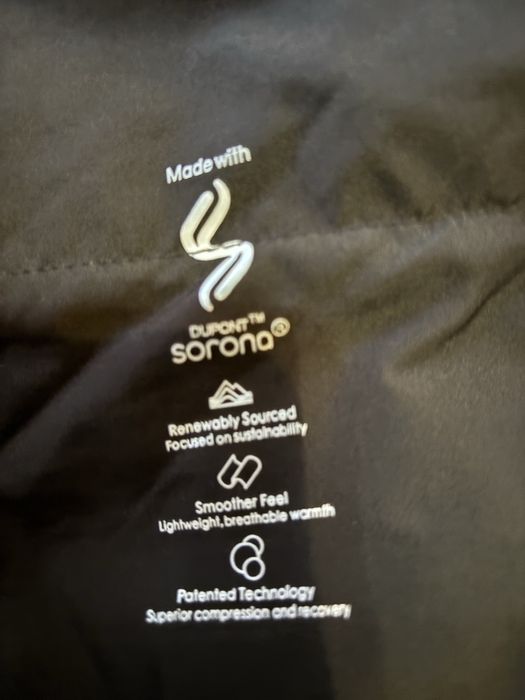 Made with
DUPONT™
sorona®
Renewably Sourced
Focused on sustainability
Smoother Feel
Lightweight, breathable warmth
Patented Technology
Superior compression and recovery